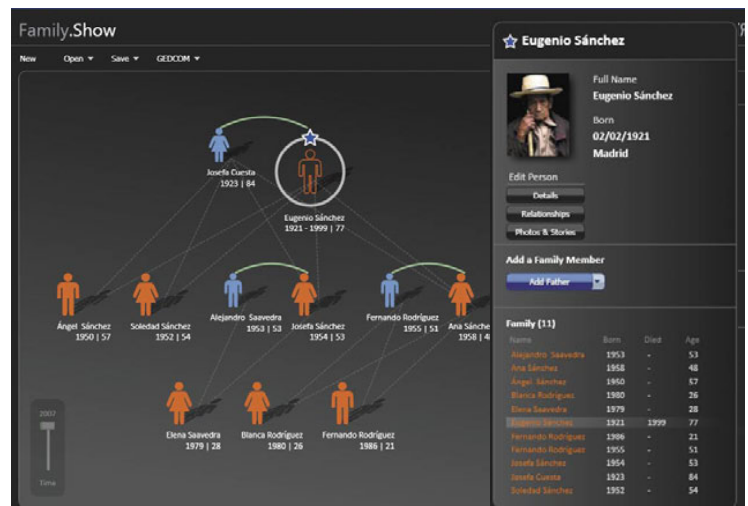 Family.Show
New Open Save GEDCOM
Josefa Cuesta
1923 | 84
Eugenio Sánchez
1921 - 1999 | 77
Ángel Sánchez
1950 | 57
Soledad Sánchez
1952 | 54
Alejandro Saavedra
1953 | 53
Josefa Sánchez
1954 | 53
Fernando Rodríguez
1955 | 51
Ana Sánchez
1958 | 48
Elena Saavedra
1979 | 28
Blanca Rodríguez
1980 | 26
Fernando Rodríguez
1986 | 21
2007
Time
Eugenio Sánchez
Full Name
Eugenio Sánchez
Born
02/02/1921
Madrid
Edit Person
Details
Relationships
Photos & Stories
Add a Family Member
Add Father
Family (11)
Name Born Died Age
Alejandro Saavedra 1953 - 53
Ana Sánchez 1958 - 48
Ángel Sánchez 1950 - 57
Blanca Rodríguez 1980 - 26
Elena Saavedra 1979 - 28
Eugenio Sánchez 1921 1999 77
Fernando Rodríguez 1986 - 21
Fernando Rodríguez 1955 - 51
Josefa Sánchez 1954 - 53
Josefa Cuesta 1923 - 84
Soledad Sánchez 1952 - 54